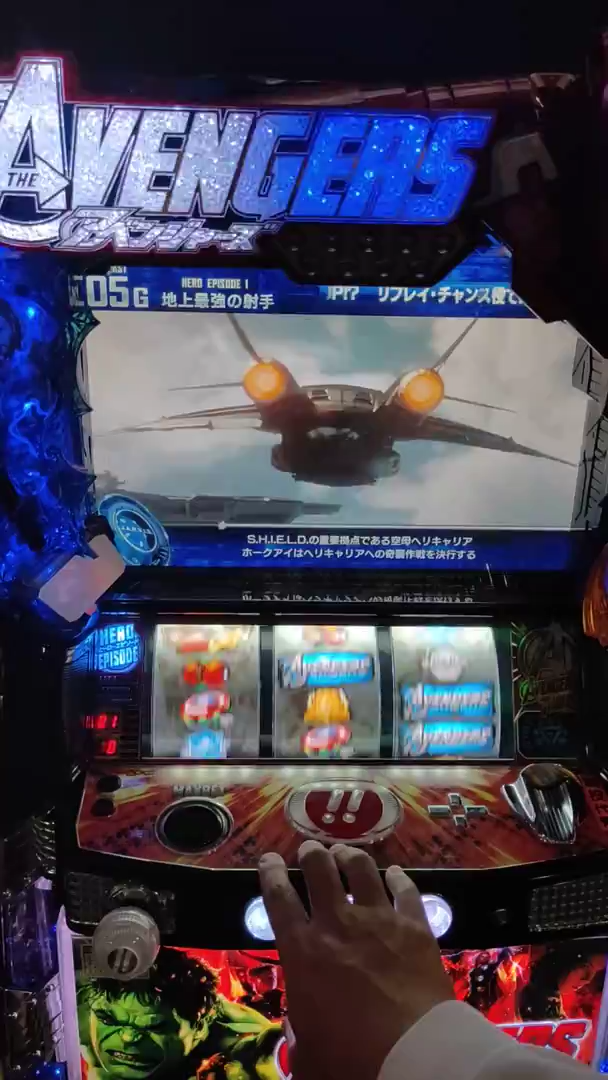 THE AVENGERS
アベンジャーズ
05G
HERO EPISODE 1
地上最強の射手
リプレイ・チャンス役で
S.H.I.E.L.D.の重要拠点である空母ヘリキャリア
ホークアイはヘリキャリアへの奇襲作戦を決行する
HERO
EPISODE
AVENGERS
AVENGERS
AVENGERS
MAXBET
!!